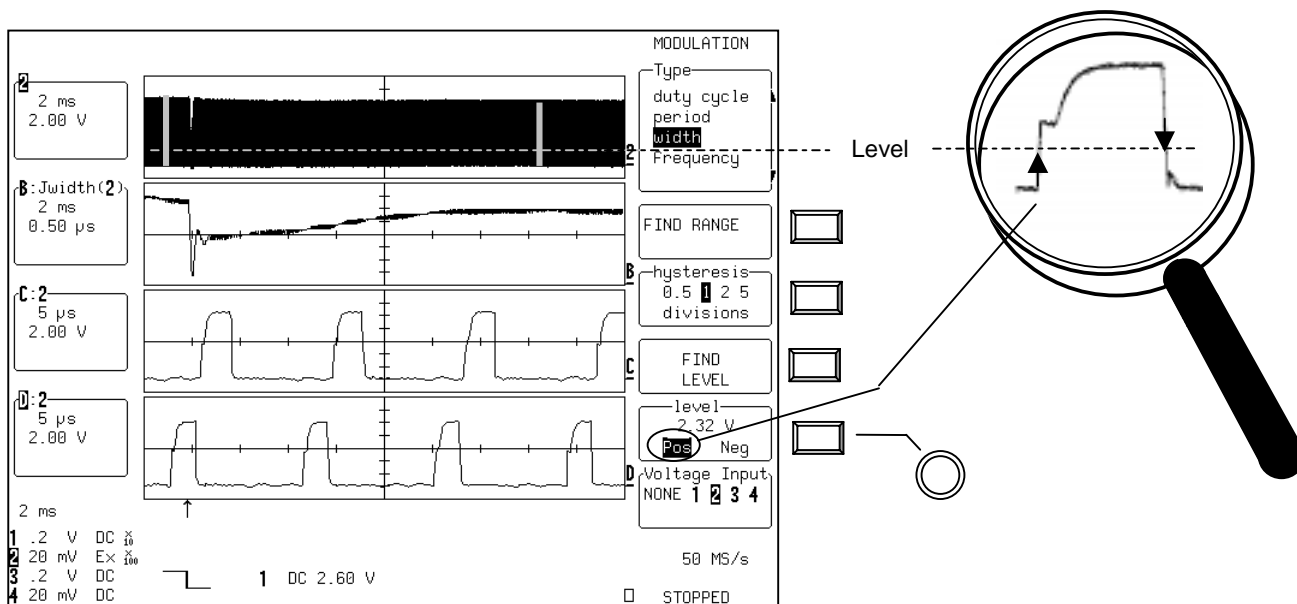 MODULATION
2
2 ms
2.00 V
Type
duty cycle
period
width
Frequency
2
Level
B:Jwidth(2)
2 ms
0.50 µs
FIND RANGE
B
hysteresis
0.5 1 2 5
divisions
C:2
5 µs
2.00 V
C
FIND
LEVEL
D:2
5 µs
2.00 V
level
2.32 V
Pos Neg
D
Voltage Input
NONE 1 2 3 4
2 ms
1 .2 V DC X10
2 20 mV Ex X100
3 .2 V DC
4 20 mV DC
1 DC 2.60 V
50 MS/s
STOPPED